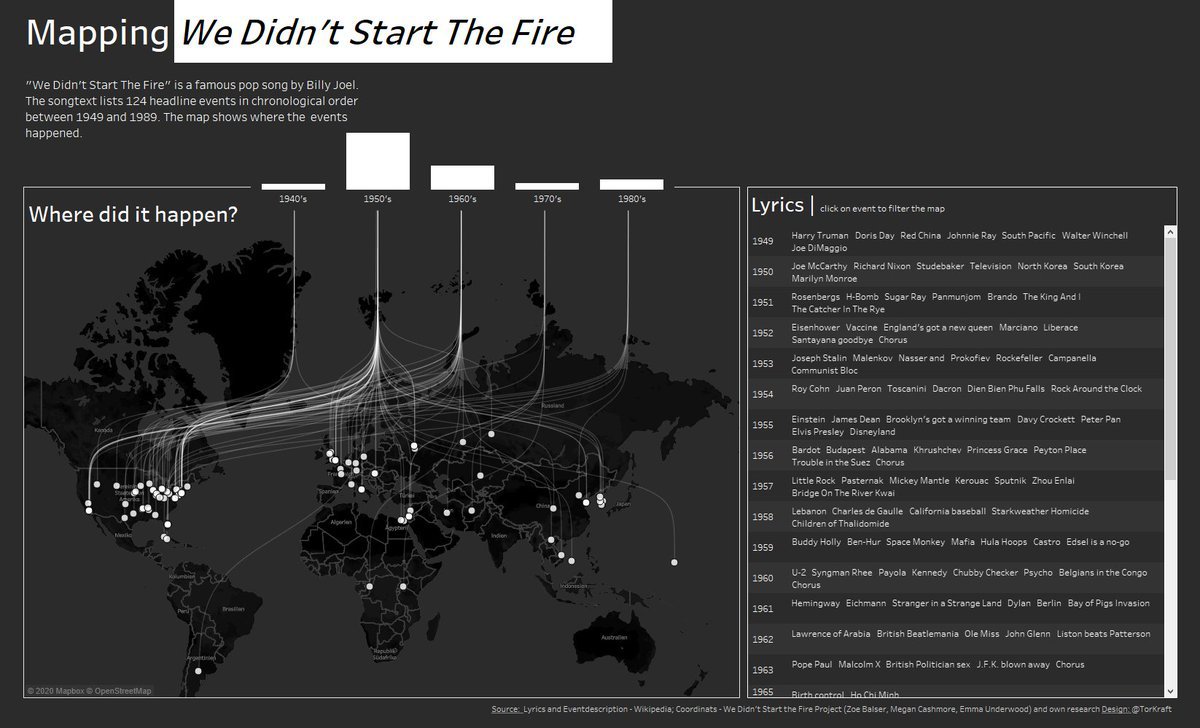 Mapping We Didn't Start The Fire
"We Didn't Start The Fire" is a famous pop song by Billy Joel.
The songtext lists 124 headline events in chronological order
between 1949 and 1989. The map shows where the events
happened.
1940's 1950's 1960's 1970's 1980's
Where did it happen?
Kanada
Russland
Türkei
Spanien
Algerien
Ägypten
China
Japan
Indien
Mexiko
Kolumbien
Peru
Brasilien
Indonesien
Australien
Republik
Südafrika
Argentinien
© 2020 Mapbox © OpenStreetMap
Lyrics | click on event to filter the map
1949 Harry Truman Doris Day Red China Johnnie Ray South Pacific Walter Winchell
Joe DiMaggio
1950 Joe McCarthy Richard Nixon Studebaker Television North Korea South Korea
Marilyn Monroe
1951 Rosenbergs H-Bomb Sugar Ray Panmunjom Brando The King And I
The Catcher In The Rye
1952 Eisenhower Vaccine England's got a new queen Marciano Liberace
Santayana goodbye Chorus
1953 Joseph Stalin Malenkov Nasser and Prokofiev Rockefeller Campanella
Communist Bloc
1954 Roy Cohn Juan Peron Toscanini Dacron Dien Bien Phu Falls Rock Around the Clock
1955 Einstein James Dean Brooklyn's got a winning team Davy Crockett Peter Pan
Elvis Presley Disneyland
1956 Bardot Budapest Alabama Khrushchev Princess Grace Peyton Place
Trouble in the Suez Chorus
1957 Little Rock Pasternak Mickey Mantle Kerouac Sputnik Zhou Enlai
Bridge On The River Kwai
1958 Lebanon Charles de Gaulle California baseball Starkweather Homicide
Children of Thalidomide
1959 Buddy Holly Ben-Hur Space Monkey Mafia Hula Hoops Castro Edsel is a no-go
1960 U-2 Syngman Rhee Payola Kennedy Chubby Checker Psycho Belgians in the Congo
Chorus
1961 Hemingway Eichmann Stranger in a Strange Land Dylan Berlin Bay of Pigs Invasion
1962 Lawrence of Arabia British Beatlemania Ole Miss John Glenn Liston beats Patterson
1963 Pope Paul Malcolm X British Politician sex J.F.K. blown away Chorus
1965 Birth control Ho Chi Minh
Source: Lyrics and Eventdescription - Wikipedia; Coordinats - We Didn't Start the Fire Project (Zoe Balser, Megan Cashmore, Emma Underwood) and own research Design: @TorKraft